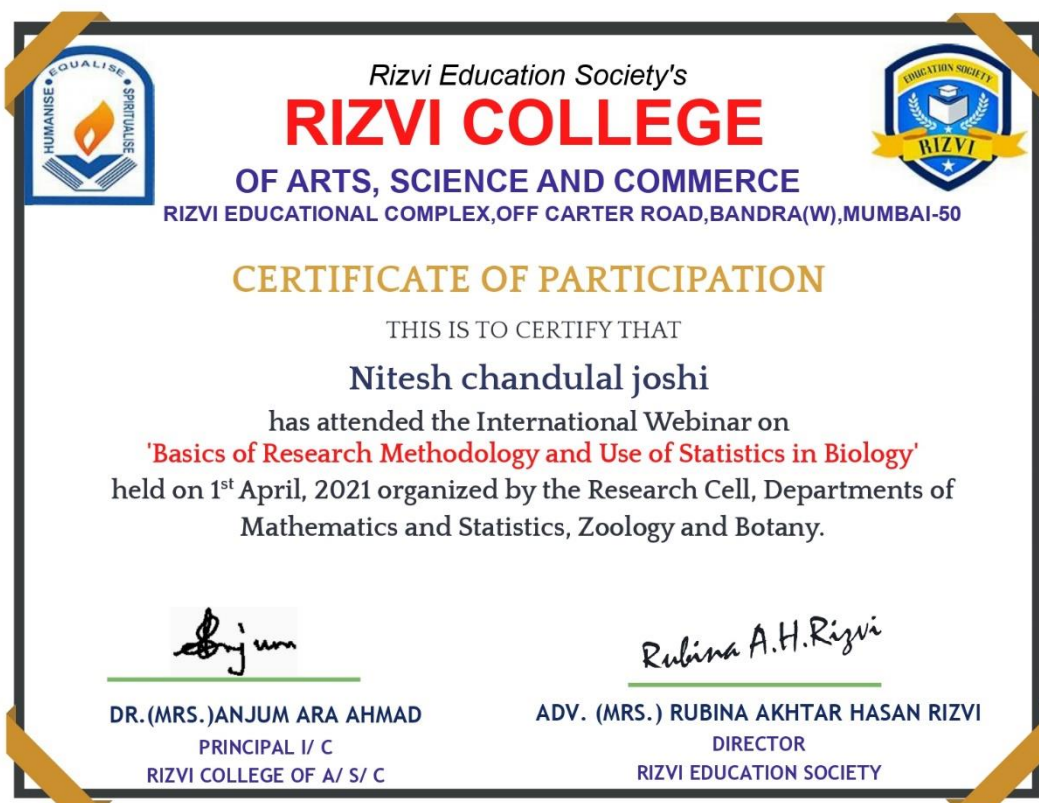 HUMANISE • EQUALISE • SPIRITUALISE
EDUCATION SOCIETY
RIZVI
Rizvi Education Society's
RIZVI COLLEGE
OF ARTS, SCIENCE AND COMMERCE
RIZVI EDUCATIONAL COMPLEX,OFF CARTER ROAD,BANDRA(W),MUMBAI-50
CERTIFICATE OF PARTICIPATION
THIS IS TO CERTIFY THAT
Nitesh chandulal joshi
has attended the International Webinar on
'Basics of Research Methodology and Use of Statistics in Biology'
held on 1st April, 2021 organized by the Research Cell, Departments of
Mathematics and Statistics, Zoology and Botany.
Anjum
Rubina A.H.Rizvi
DR.(MRS.)ANJUM ARA AHMAD
PRINCIPAL I/ C
RIZVI COLLEGE OF A/ S/ C
ADV. (MRS.) RUBINA AKHTAR HASAN RIZVI
DIRECTOR
RIZVI EDUCATION SOCIETY